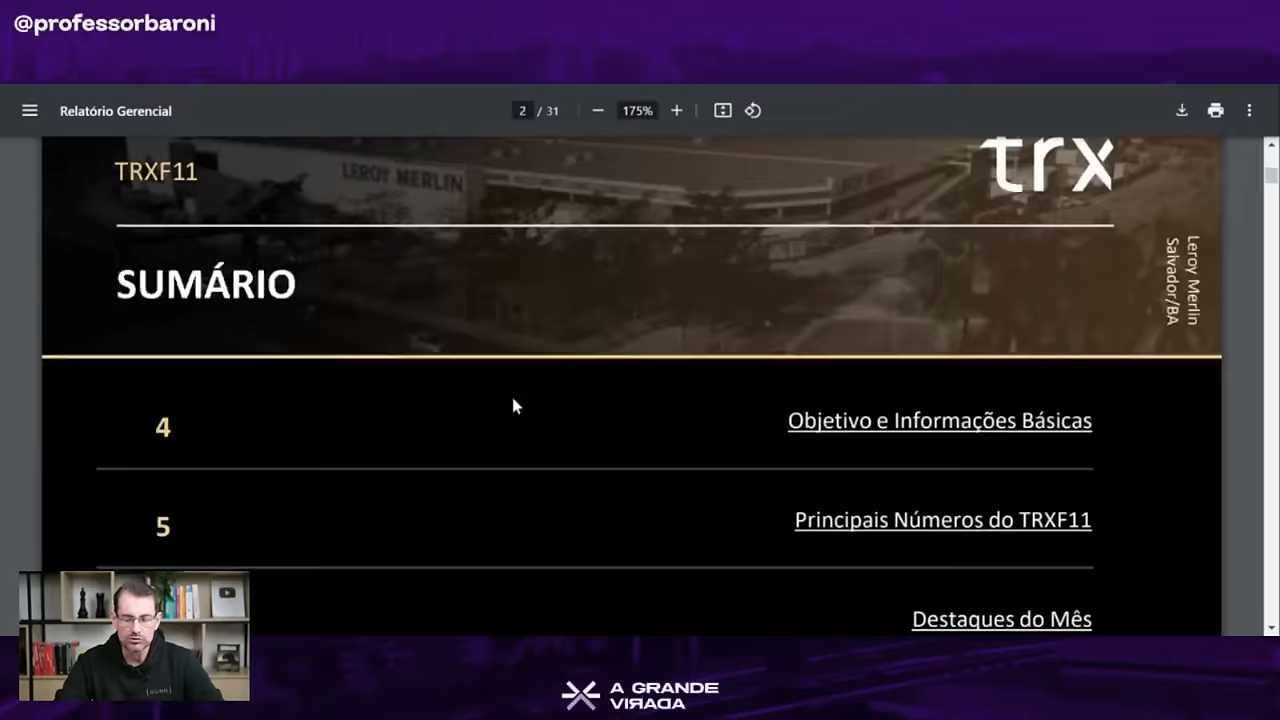 @professorbaroni
Relatório Gerencial
2 / 31
175%
TRXF11
LEROY MERLIN
trx
SUMÁRIO
Leroy Merlin
Salvador/BA
4
Objetivo e Informações Básicas
5
Principais Números do TRXF11
Destaques do Mês
A GRANDE
VIRADA